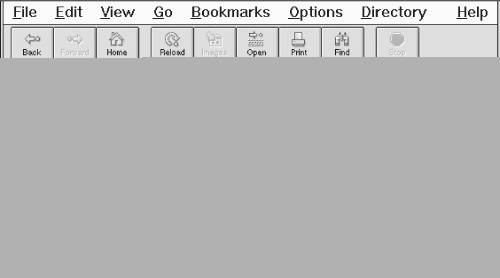 File Edit View Go Bookmarks Options Directory Help
Back Forward Home Reload Images Open Print Find Stop